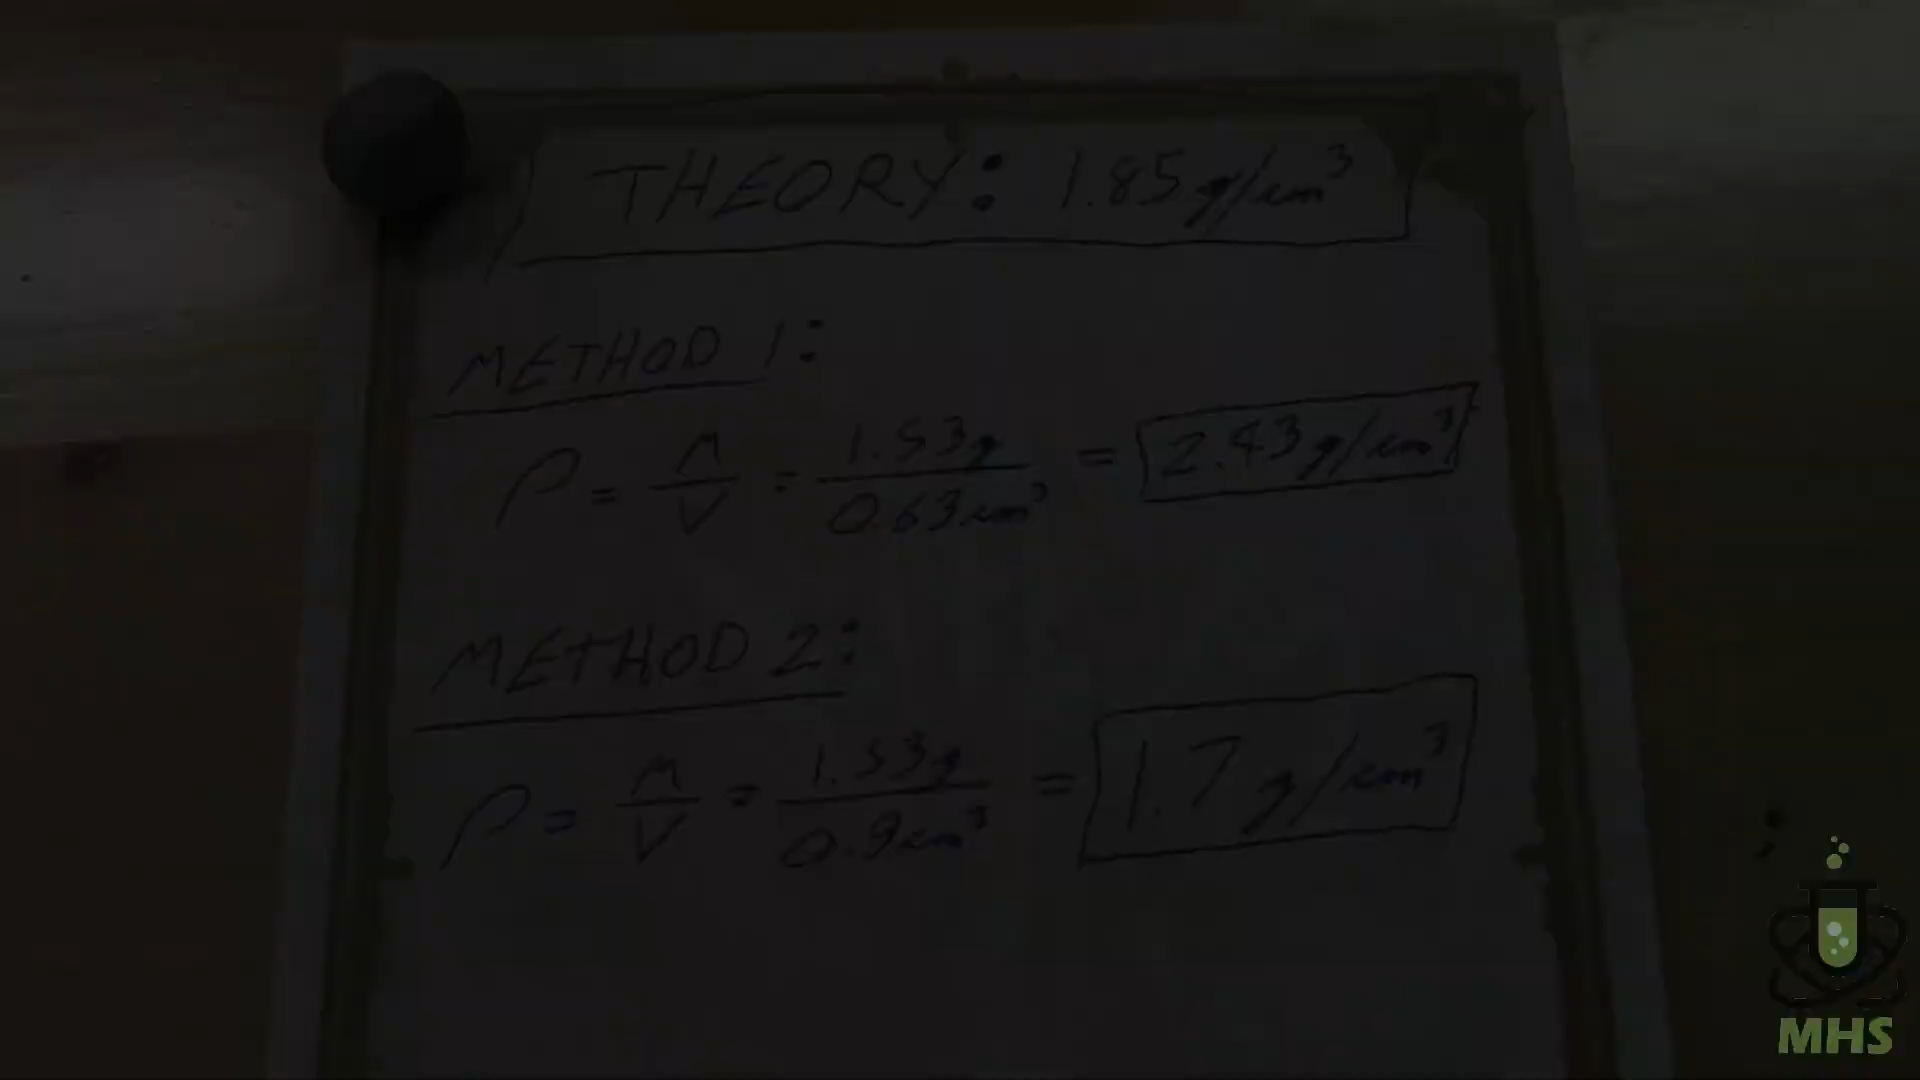 THEORY: 1.85 g/cm³
METHOD 1:
ρ = M/V = 1.53g/0.63cm³ = 2.43 g/cm³
METHOD 2:
ρ = M/V = 1.53g/0.9cm³ = 1.7 g/cm³
MHS